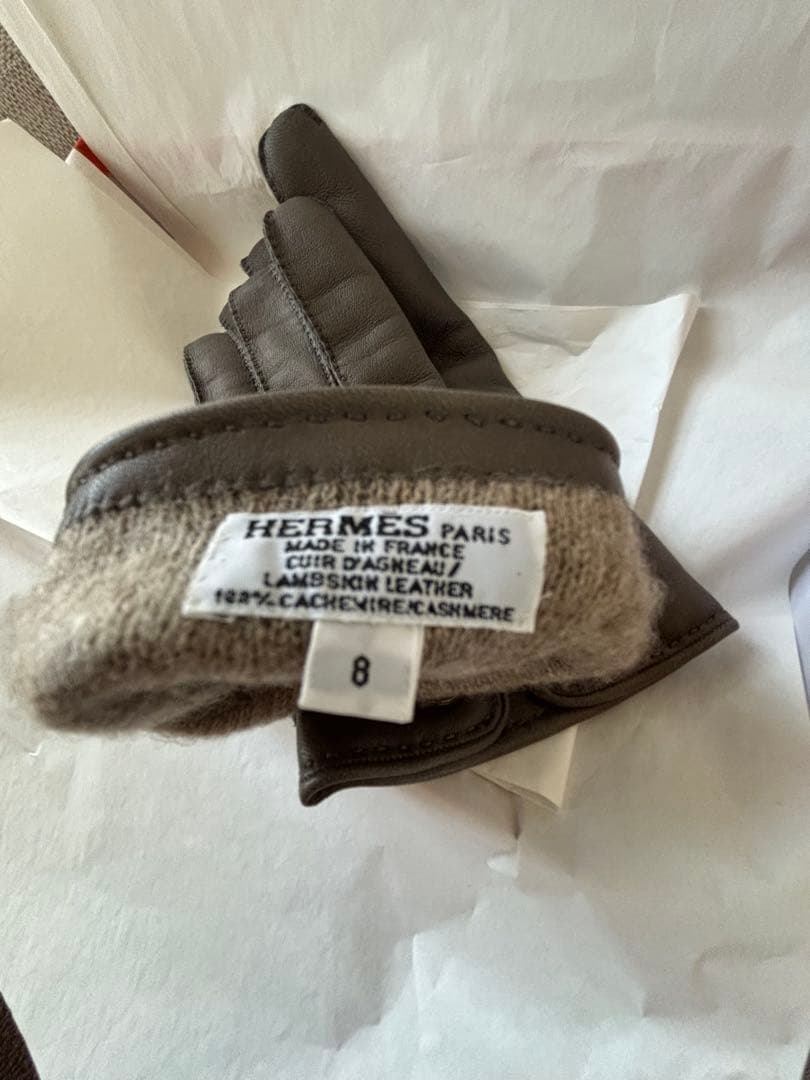 HERMES PARIS
MADE IN FRANCE
CUIR D'AGNEAU/
LAMBSKIN LEATHER
100% CACHEMIRE/CASHMERE
8